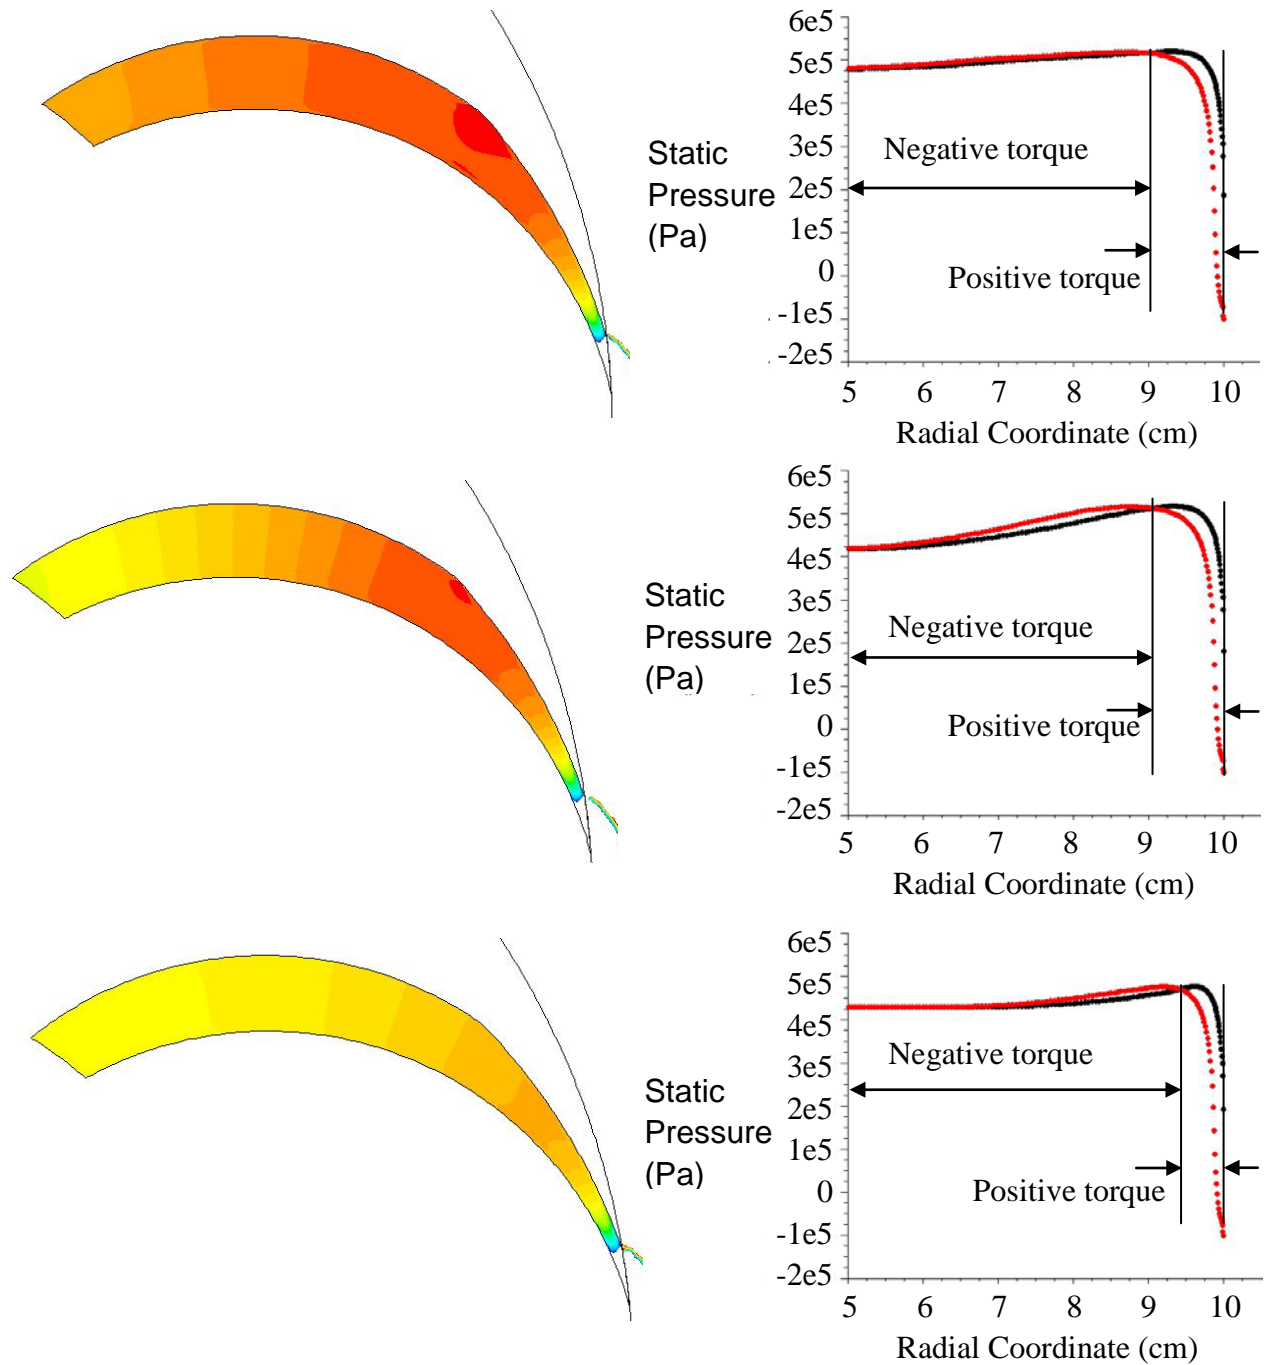 6e5
5e5
4e5
3e5
2e5
1e5
0
-1e5
-2e5
Static
Pressure
(Pa)
Negative torque
Positive torque
5 6 7 8 9 10
Radial Coordinate (cm)
6e5
5e5
4e5
3e5
2e5
1e5
0
-1e5
-2e5
Static
Pressure
(Pa)
Negative torque
Positive torque
5 6 7 8 9 10
Radial Coordinate (cm)
6e5
5e5
4e5
3e5
2e5
1e5
0
-1e5
-2e5
Static
Pressure
(Pa)
Negative torque
Positive torque
5 6 7 8 9 10
Radial Coordinate (cm)